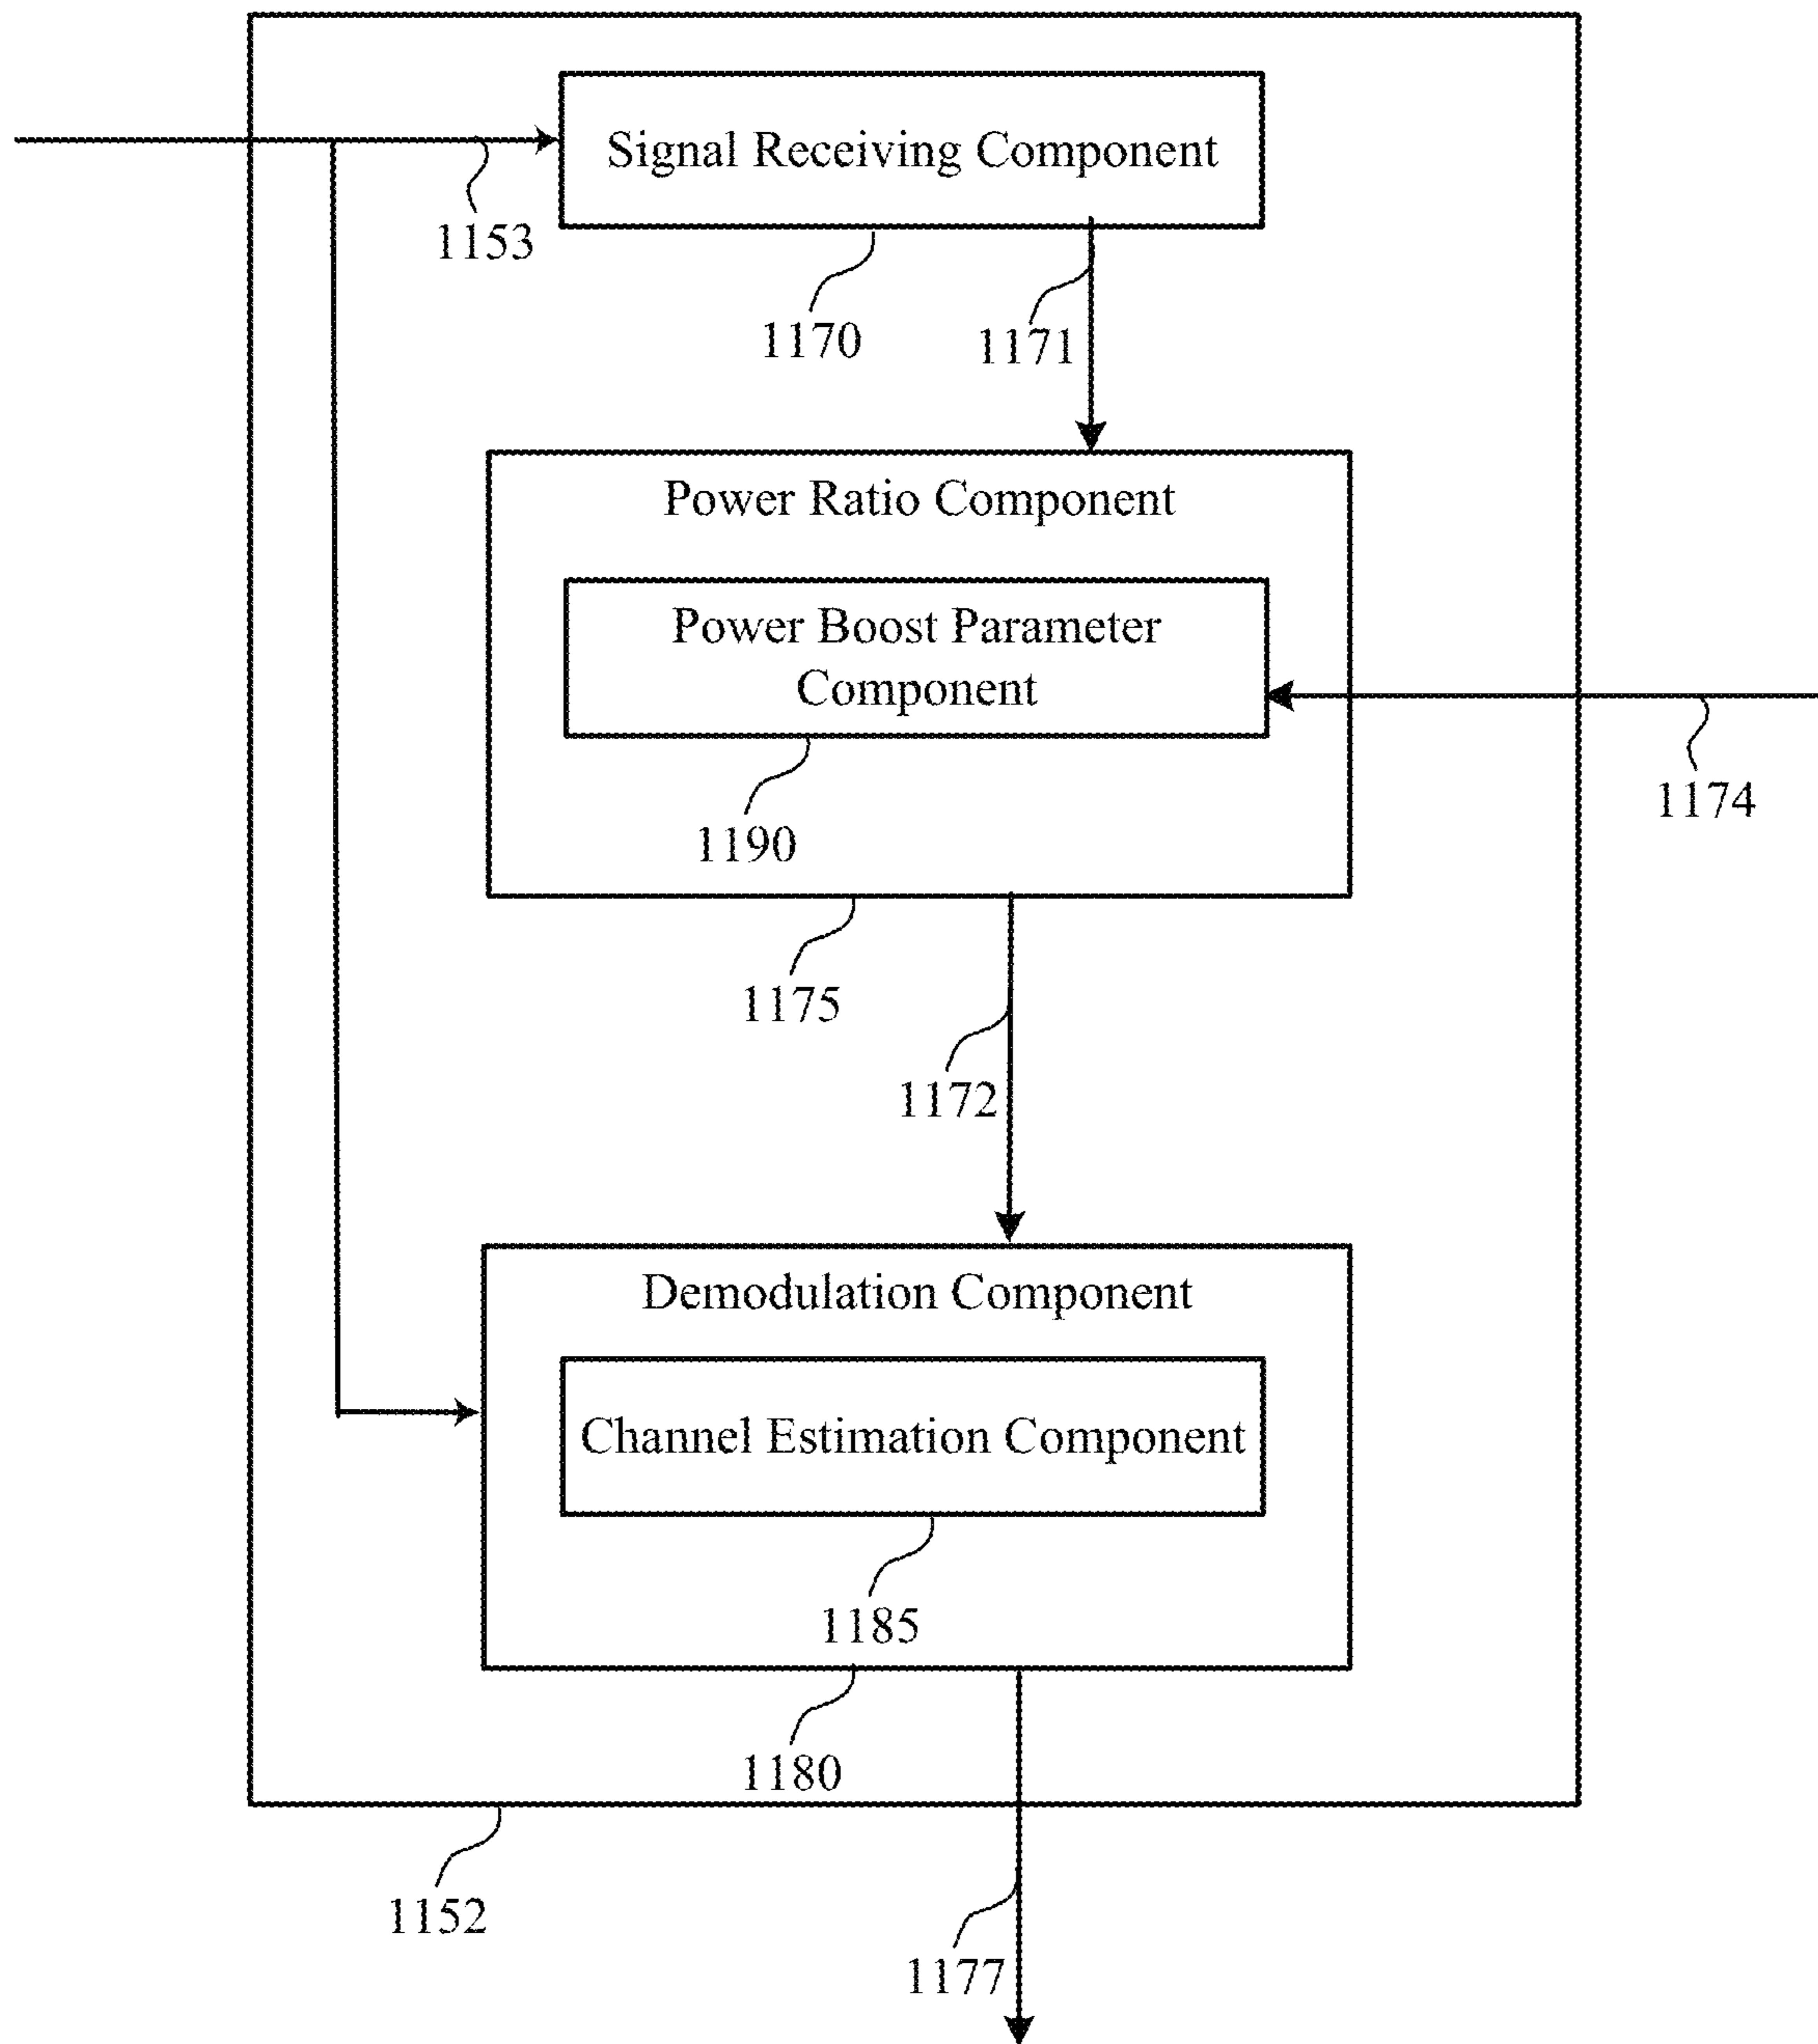 Signal Receiving Component
1153
1170
1171
Power Ratio Component
Power Boost Parameter
Component
1174
1190
1175
1172
Demodulation Component
Channel Estimation Component
1185
1180
1152
1177